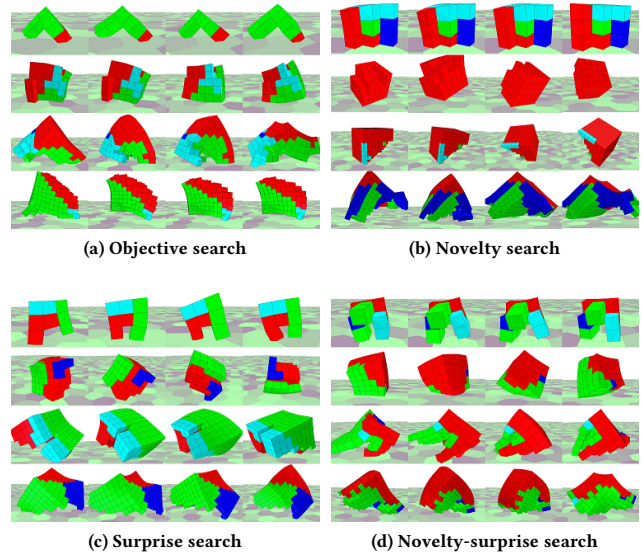 (a) Objective search
(b) Novelty search
(c) Surprise search
(d) Novelty-surprise search